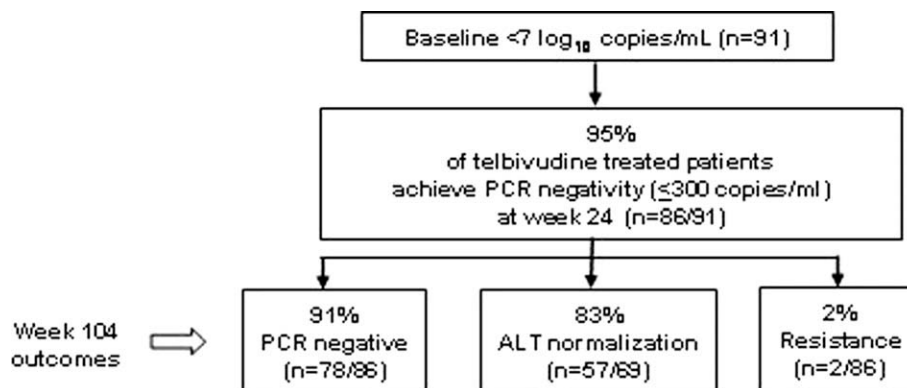 Baseline <7 log₁₀ copies/mL (n=91)
95%
of telbivudine treated patients
achieve PCR negativity (≤300 copies/ml)
at week 24 (n=86/91)
Week 104
outcomes
91%
PCR negative
(n=78/86)
83%
ALT normalization
(n=57/69)
2%
Resistance
(n=2/86)